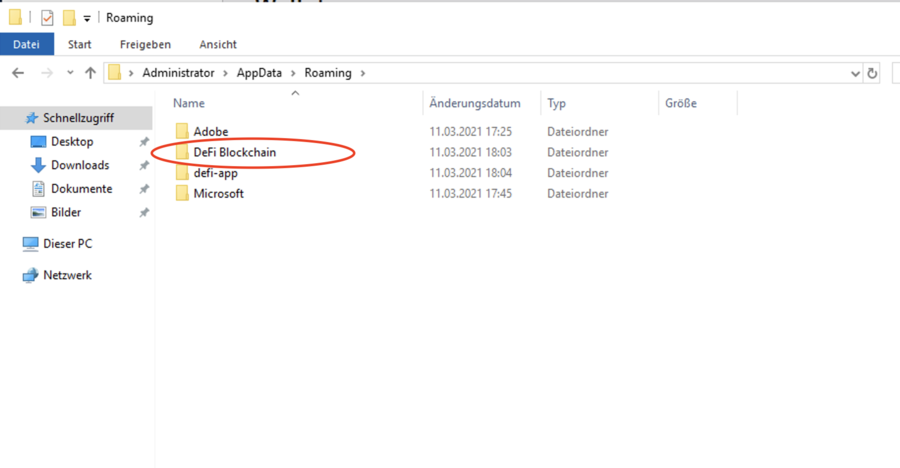 Roaming
Datei Start Freigeben Ansicht
Administrator AppData Roaming
Name Änderungsdatum Typ Größe
Schnellzugriff
Desktop
Downloads
Dokumente
Bilder
Dieser PC
Netzwerk
Adobe 11.03.2021 17:25 Dateiordner
DeFi Blockchain 11.03.2021 18:03 Dateiordner
defi-app 11.03.2021 18:04 Dateiordner
Microsoft 11.03.2021 17:45 Dateiordner